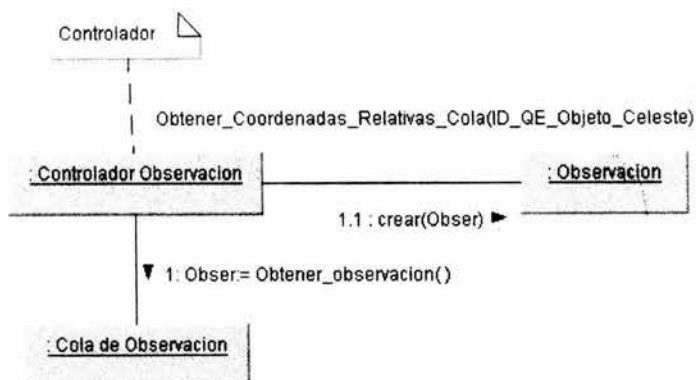 Controlador
Obtener_Coordenadas_Relativas_Cola(ID_QE_Objeto_Celeste)
: Controlador Observacion
: Observacion
1.1 : crear(Obser)
1: Obser:= Obtener_observacion()
: Cola de Observacion